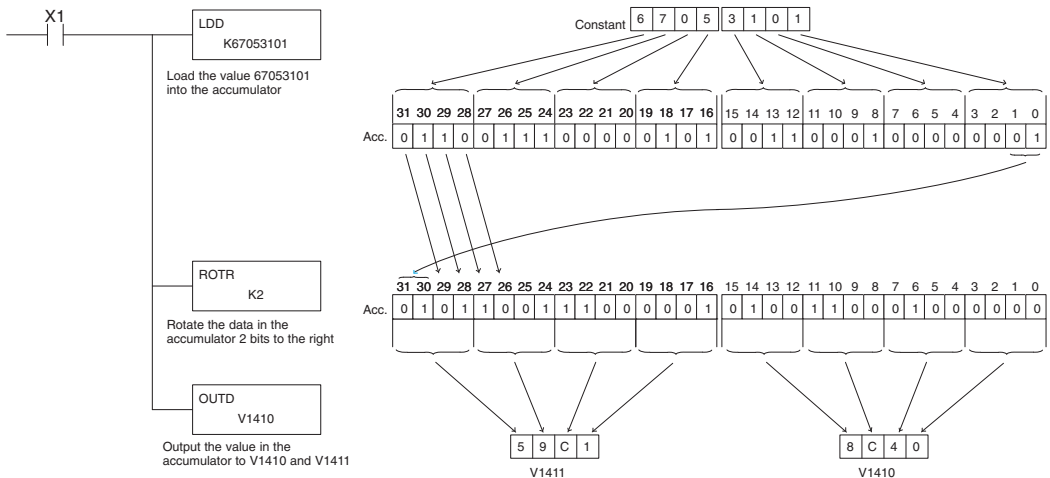 X1
LDD
K67053101
Load the value 67053101
into the accumulator
ROTR
K2
Rotate the data in the
accumulator 2 bits to the right
OUTD
V1410
Output the value in the
accumulator to V1410 and V1411
Constant 6 7 0 5 3 1 0 1
31 30 29 28 27 26 25 24 23 22 21 20 19 18 17 16 15 14 13 12 11 10 9 8 7 6 5 4 3 2 1 0
Acc. 0 1 1 0 0 1 1 1 0 0 0 0 0 1 0 1 0 0 1 1 0 0 0 1 0 0 0 0 0 0 0 1
31 30 29 28 27 26 25 24 23 22 21 20 19 18 17 16 15 14 13 12 11 10 9 8 7 6 5 4 3 2 1 0
Acc. 0 1 0 1 1 0 0 1 1 1 0 0 0 0 0 1 0 1 0 0 1 1 0 0 0 1 0 0 0 0 0 0
5 9 C 1 8 C 4 0
V1411 V1410